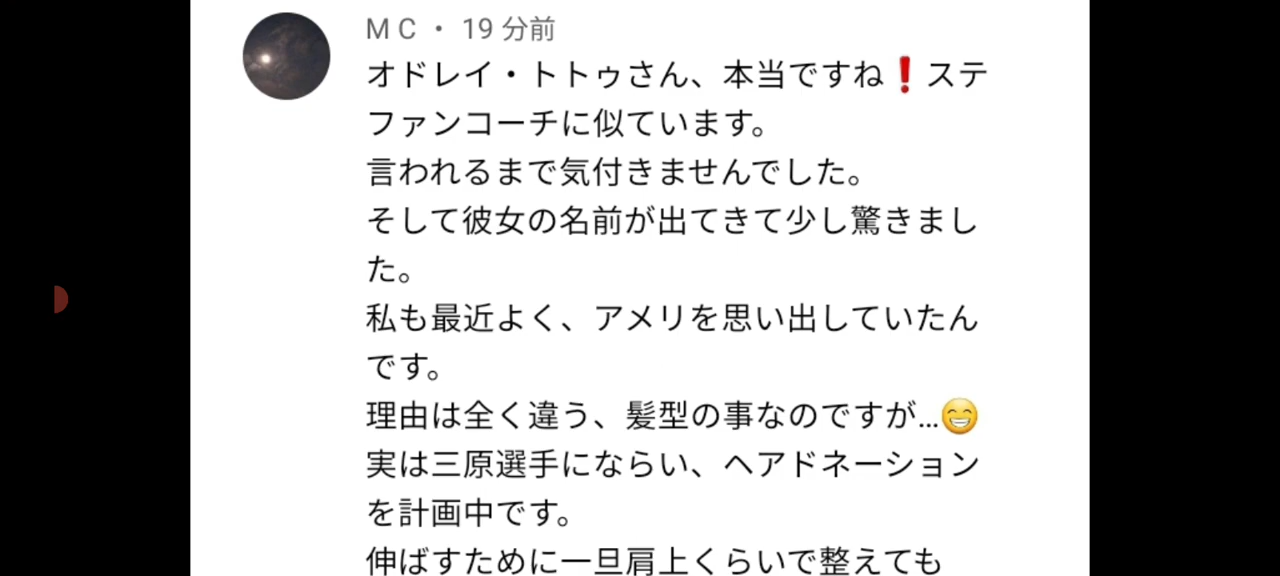 M C ・ 19 分前
オドレイ・トトゥさん、本当ですね❗ステ
ファンコーチに似ています。
言われるまで気付きませんでした。
そして彼女の名前が出てきて少し驚きまし
た。
私も最近よく、アメリを思い出していたん
です。
理由は全く違う、髪型の事なのですが…😁
実は三原選手にならい、ヘアドネーション
を計画中です。
伸ばすために一旦肩上くらいで整えても